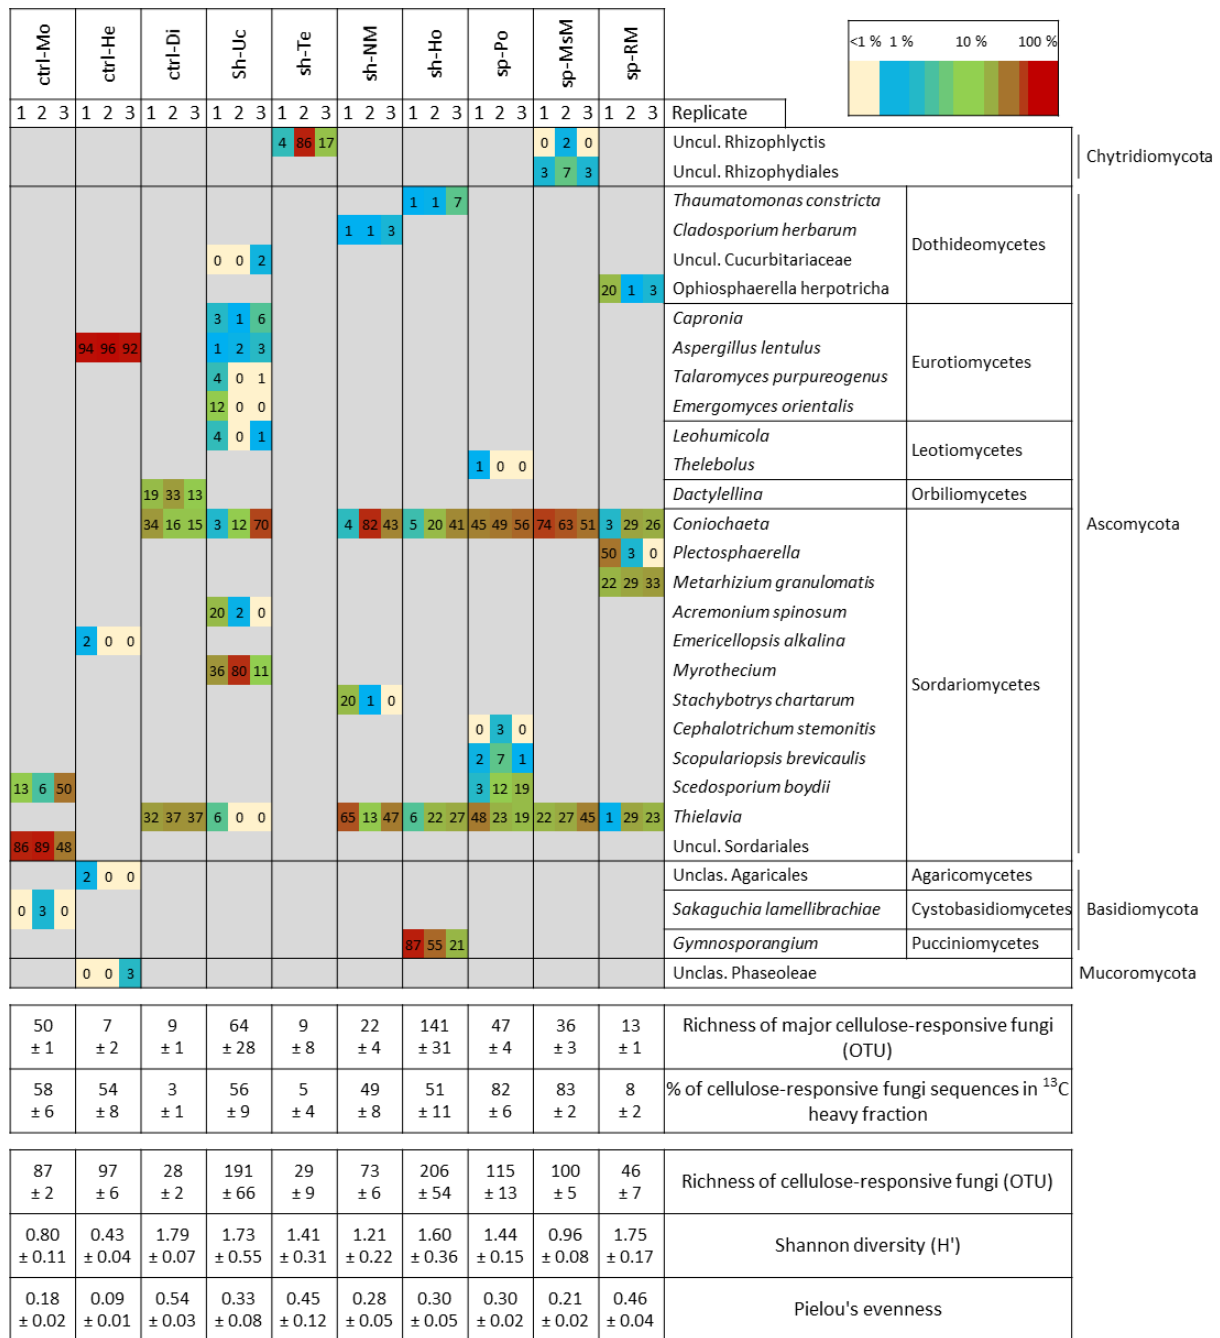 ctrl-Mo ctrl-He ctrl-Di Sh-Uc sh-Te sh-NM sh-Ho sp-Po sp-MsM sp-RM
<1 % 1 % 10 % 100 %
1 2 3 1 2 3 1 2 3 1 2 3 1 2 3 1 2 3 1 2 3 1 2 3 1 2 3 1 2 3 Replicate
4 86 17 0 2 0 Uncul. Rhizophlyctis
Chytridiomycota
3 7 3 Uncul. Rhizophydiales
1 1 7 Thaumatomonas constricta
1 1 3 Cladosporium herbarum
Dothideomycetes
0 0 2 Uncul. Cucurbitariaceae
20 1 3 Ophiosphaerella herpotricha
3 1 6 Capronia
94 96 92 1 2 3 Aspergillus lentulus
Eurotiomycetes
4 0 1 Talaromyces purpureogenus
12 0 0 Emergomyces orientalis
4 0 1 Leohumicola
Leotiomycetes
1 0 0 Thelebolus
19 33 13 Dactylellina Orbiliomycetes
34 16 15 3 12 70 4 82 43 5 20 41 45 49 56 74 63 51 3 29 26 Coniochaeta
Ascomycota
50 3 0 Plectosphaerella
22 29 33 Metarhizium granulomatis
20 2 0 Acremonium spinosum
2 0 0 Emericellopsis alkalina
36 80 11 Myrothecium
Sordariomycetes
20 1 0 Stachybotrys chartarum
0 3 0 Cephalotrichum stemonitis
2 7 1 Scopulariopsis brevicaulis
13 6 50 3 12 19 Scedosporium boydii
32 37 37 6 0 0 65 13 47 6 22 27 48 23 19 22 27 45 1 29 23 Thielavia
86 89 48 Uncul. Sordariales
2 0 0 Unclas. Agaricales Agaricomycetes
0 3 0 Sakaguchia lamellibrachiae Cystobasidiomycetes Basidiomycota
87 55 21 Gymnosporangium Pucciniomycetes
0 0 3 Unclas. Phaseoleae Mucoromycota
50 7 9 64 9 22 141 47 36 13 Richness of major cellulose-responsive fungi
± 1 ± 2 ± 1 ± 28 ± 8 ± 4 ± 31 ± 4 ± 3 ± 1 (OTU)
58 54 3 56 5 49 51 82 83 8 % of cellulose-responsive fungi sequences in 13C
± 6 ± 8 ± 1 ± 9 ± 4 ± 8 ± 11 ± 6 ± 2 ± 2 heavy fraction
87 97 28 191 29 73 206 115 100 46 Richness of cellulose-responsive fungi (OTU)
± 2 ± 6 ± 2 ± 66 ± 9 ± 6 ± 54 ± 13 ± 5 ± 7
0.80 0.43 1.79 1.73 1.41 1.21 1.60 1.44 0.96 1.75 Shannon diversity (H')
± 0.11 ± 0.04 ± 0.07 ± 0.55 ± 0.31 ± 0.22 ± 0.36 ± 0.15 ± 0.08 ± 0.17
0.18 0.09 0.54 0.33 0.45 0.28 0.30 0.30 0.21 0.46 Pielou's evenness
± 0.02 ± 0.01 ± 0.03 ± 0.08 ± 0.12 ± 0.05 ± 0.05 ± 0.02 ± 0.02 ± 0.04